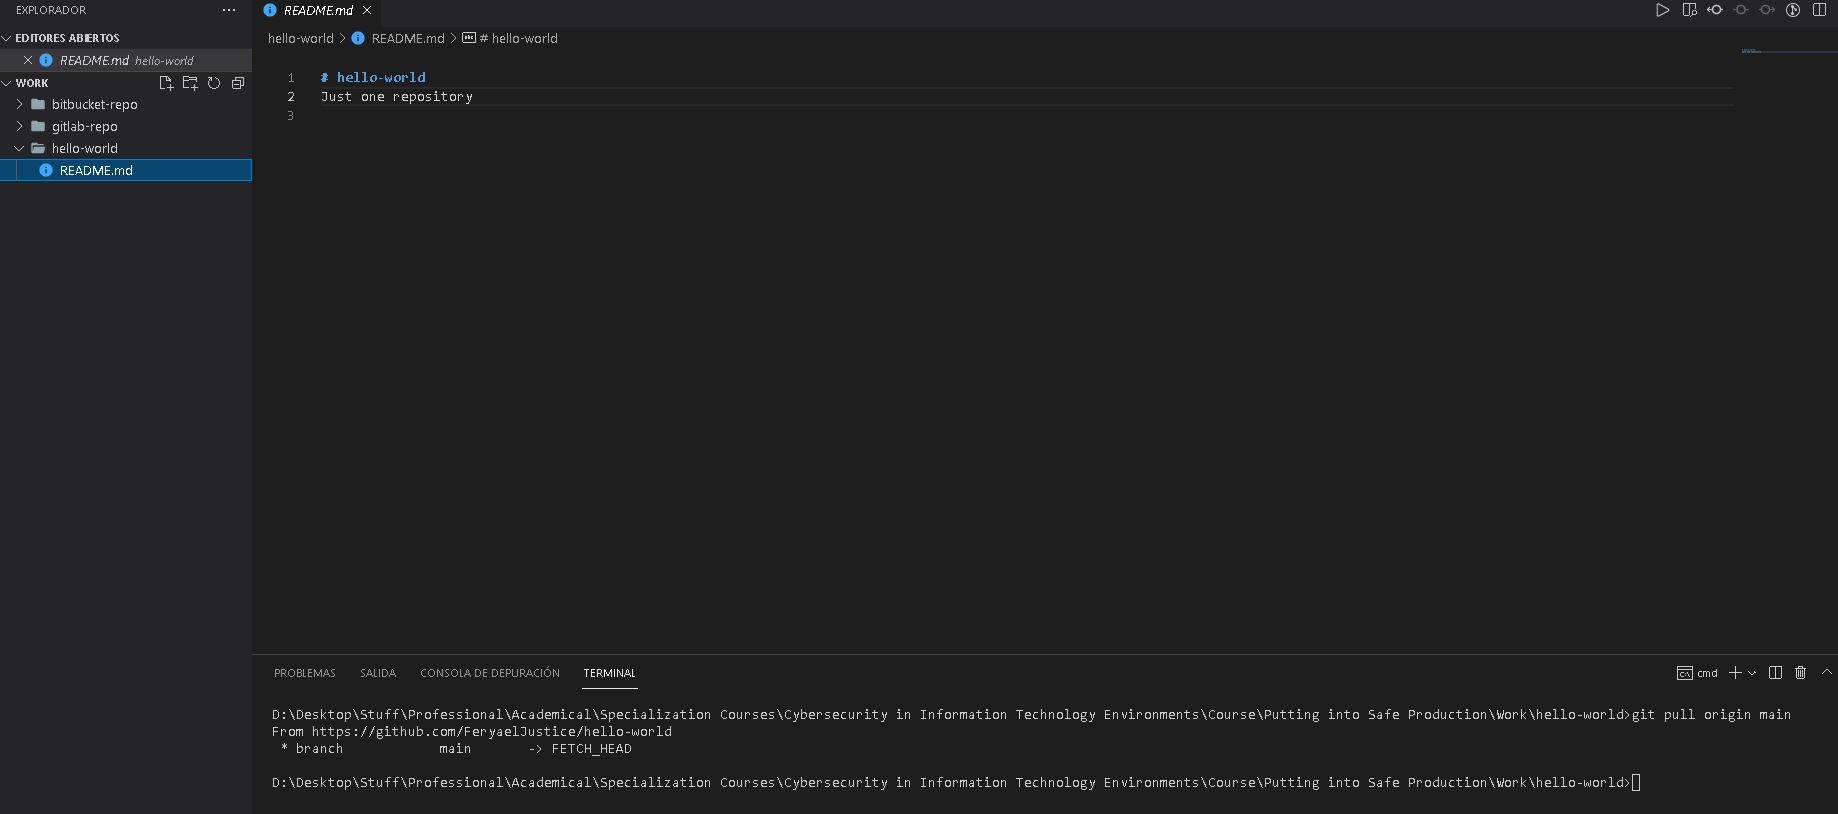 EXPLORADOR
EDITORES ABIERTOS
README.md hello-world
WORK
bitbucket-repo
gitlab-repo
hello-world
README.md
README.md
hello-world > README.md > # hello-world
1 # hello-world
2 Just one repository
3
PROBLEMAS SALIDA CONSOLA DE DEPURACIÓN TERMINAL
cmd
D:\Desktop\Stuff\Professional\Academical\Specialization Courses\Cybersecurity in Information Technology Environments\Course\Putting into Safe Production\Work\hello-world>git pull origin main
From https://github.com/FeryaelJustice/hello-world
* branch main -> FETCH_HEAD
D:\Desktop\Stuff\Professional\Academical\Specialization Courses\Cybersecurity in Information Technology Environments\Course\Putting into Safe Production\Work\hello-world>